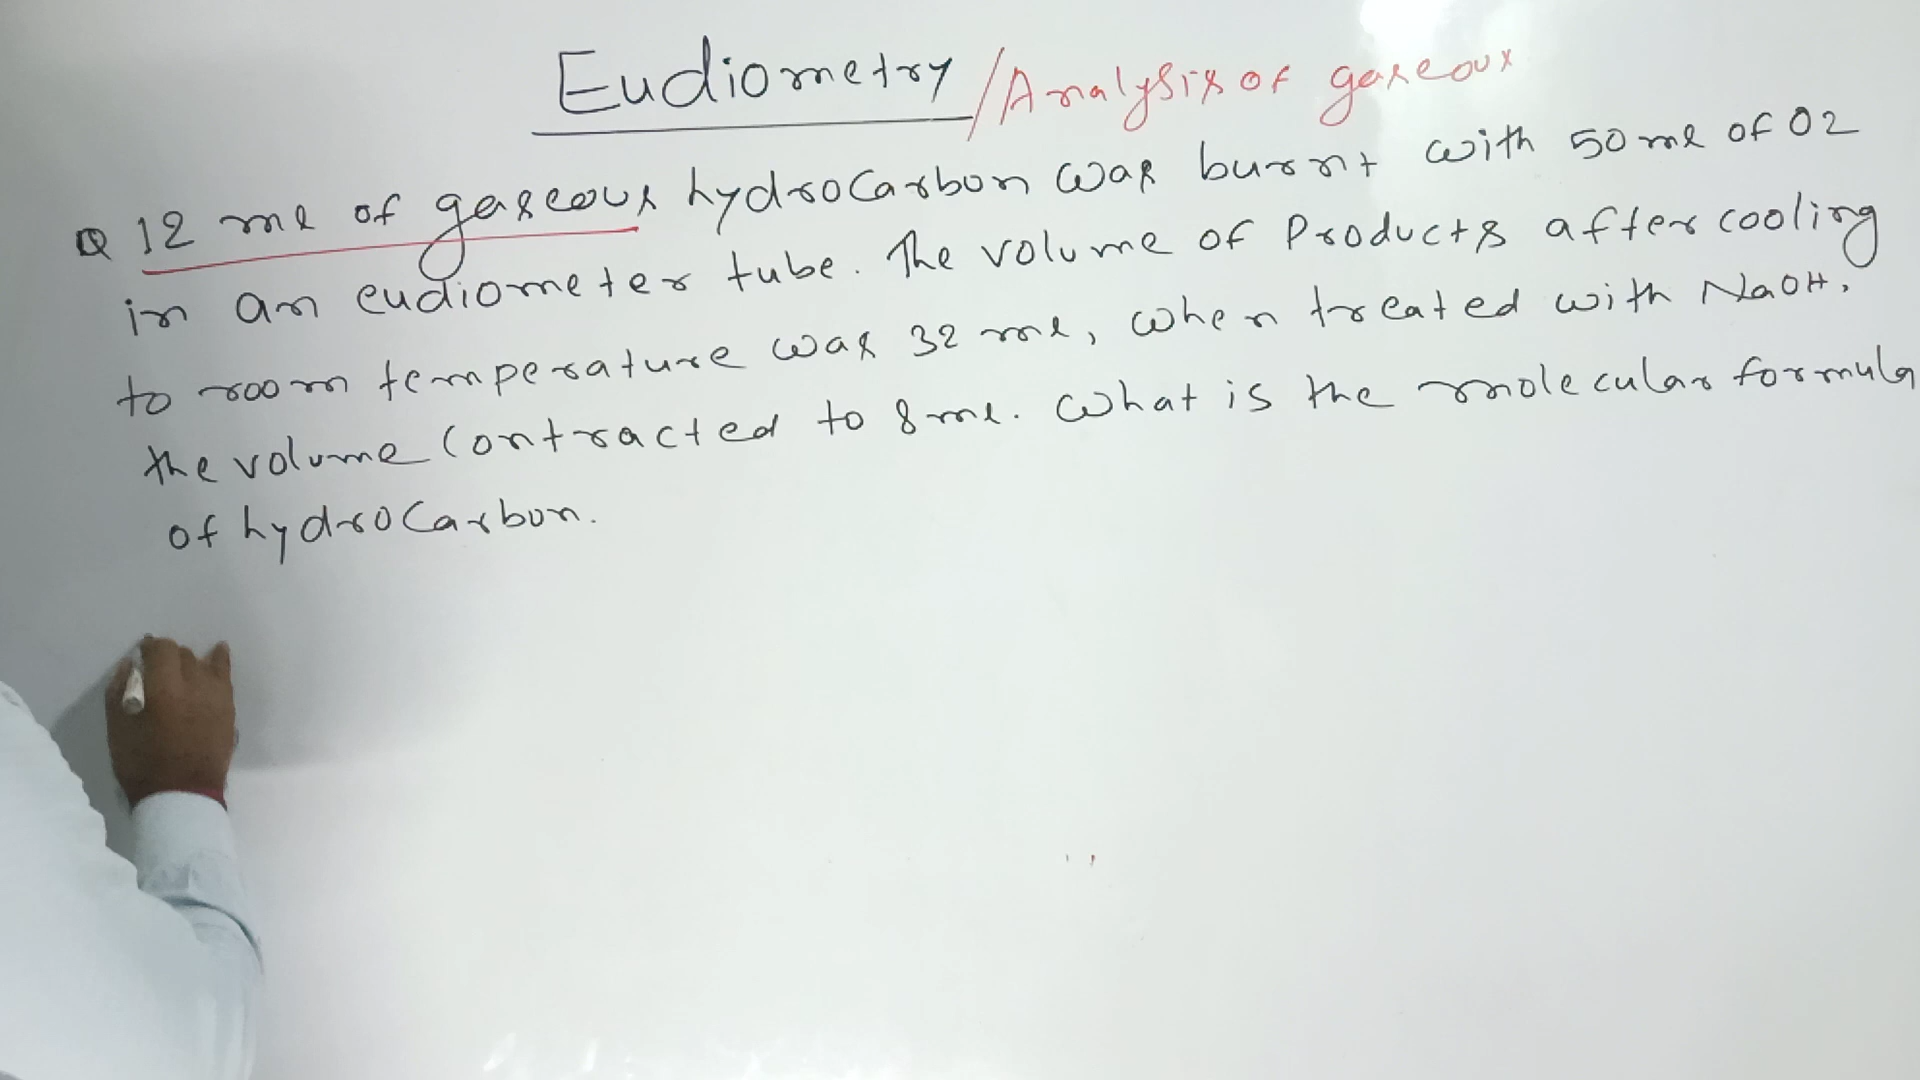 Eudiometry/Analysis of gaseous
Q 12 ml of gaseous hydrocarbon was burnt with 50 ml of O2
in an eudiometer tube. The volume of Products after cooling
to room temperature was 32 ml, when treated with NaOH,
the volume contracted to 8 ml. What is the molecular formula
of hydrocarbon.